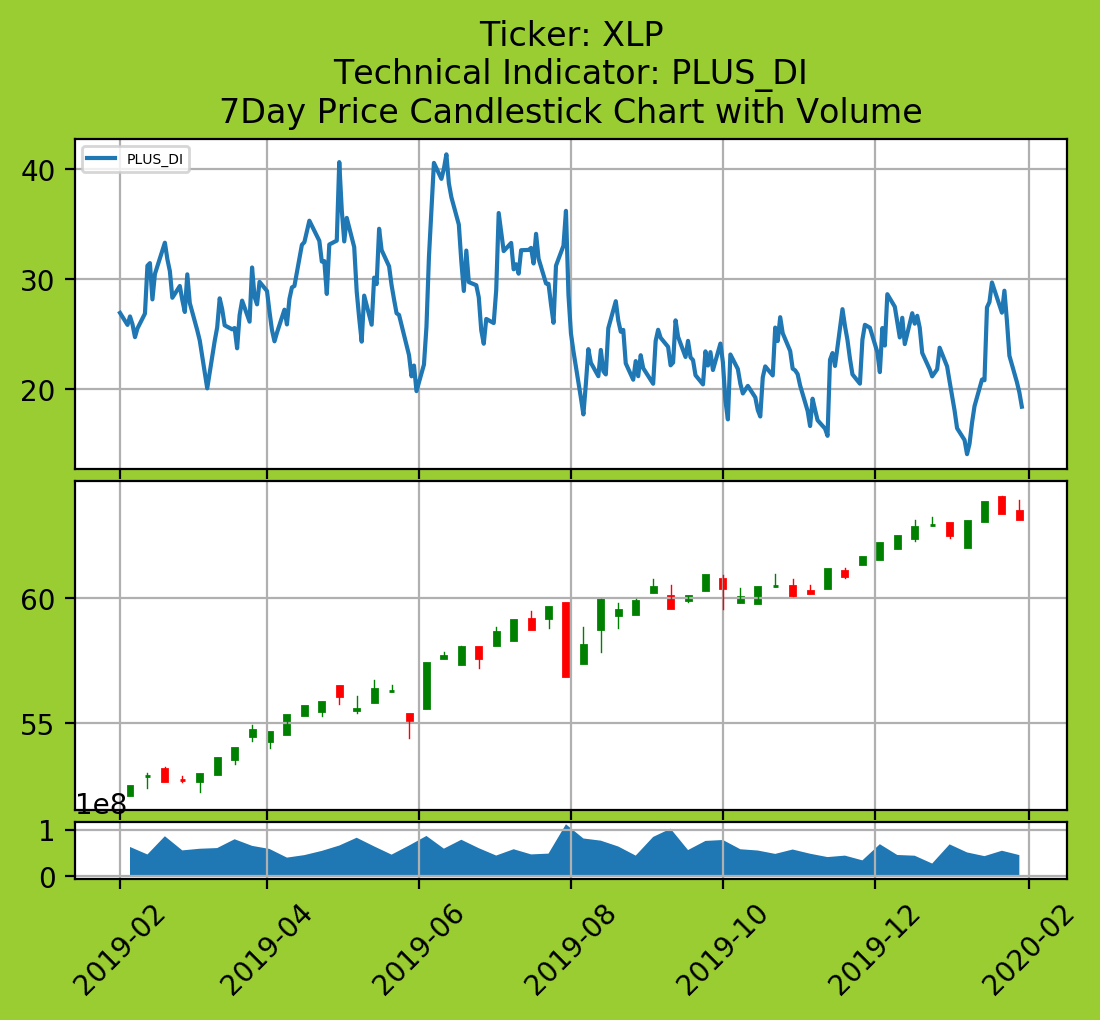 Ticker: XLP
Technical Indicator: PLUS_DI
7Day Price Candlestick Chart with Volume
PLUS_DI
40
30
20
60
55
1e8
1
0
2019-02
2019-04
2019-06
2019-08
2019-10
2019-12
2020-02